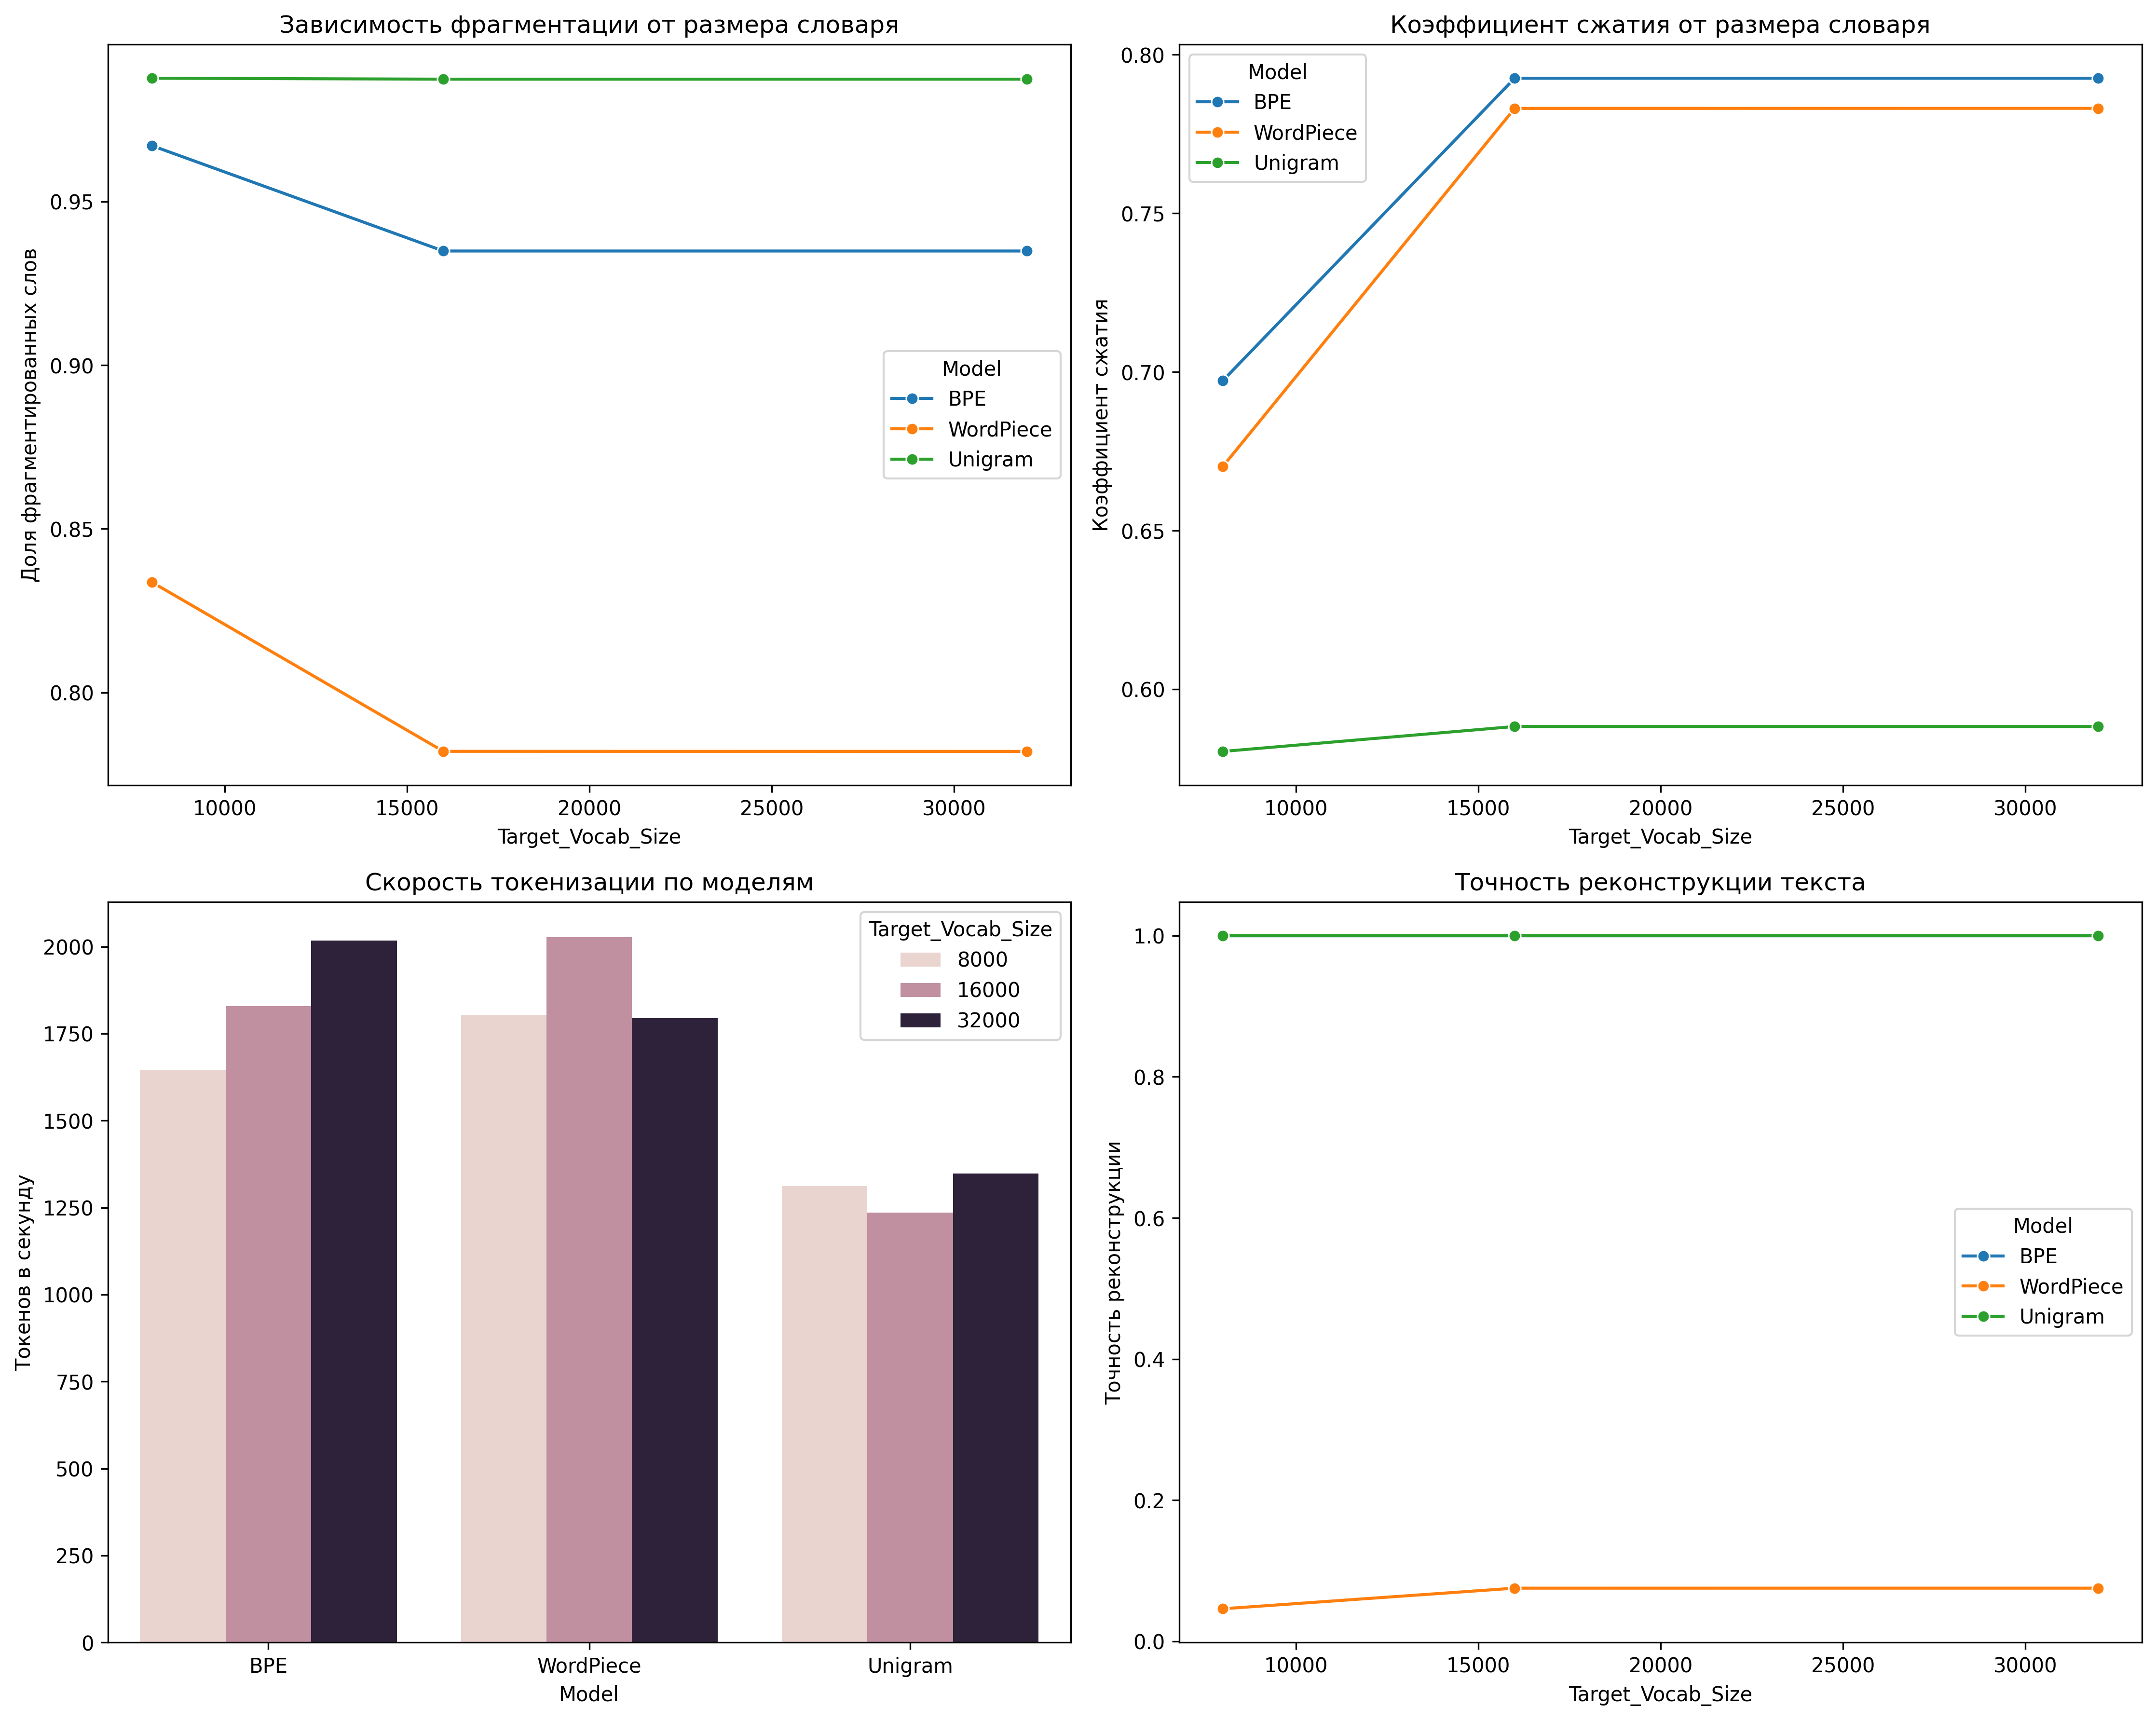 Зависимость фрагментации от размера словаря
Доля фрагментированных слов
0.95
0.90
0.85
0.80
Model
BPE
WordPiece
Unigram
10000 15000 20000 25000 30000
Target_Vocab_Size
Коэффициент сжатия от размера словаря
Коэффициент сжатия
0.80
0.75
0.70
0.65
0.60
Model
BPE
WordPiece
Unigram
10000 15000 20000 25000 30000
Target_Vocab_Size
Скорость токенизации по моделям
Токенов в секунду
2000
1750
1500
1250
1000
750
500
250
0
Target_Vocab_Size
8000
16000
32000
BPE WordPiece Unigram
Model
Точность реконструкции текста
Точность реконструкции
1.0
0.8
0.6
0.4
0.2
0.0
Model
BPE
WordPiece
Unigram
10000 15000 20000 25000 30000
Target_Vocab_Size